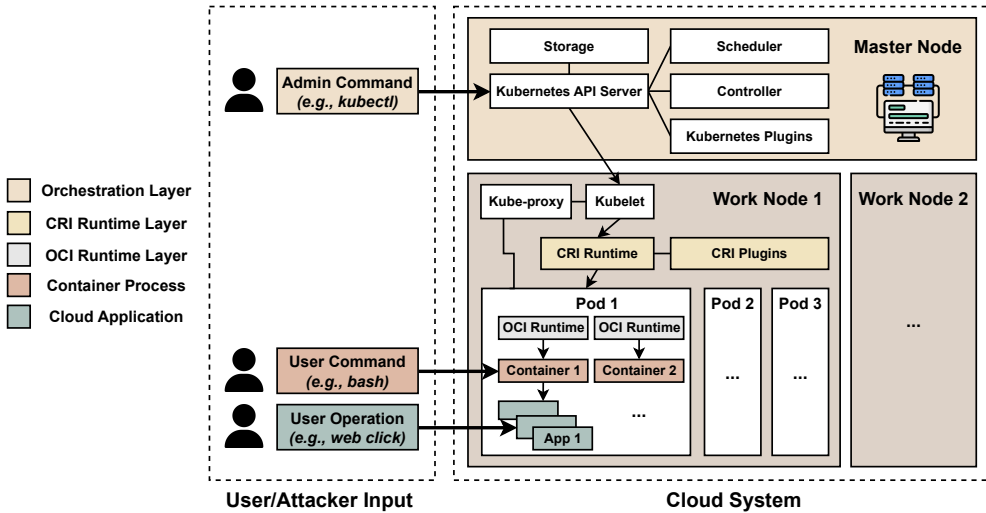 Orchestration Layer
CRI Runtime Layer
OCI Runtime Layer
Container Process
Cloud Application
Admin Command
(e.g., kubectl)
User Command
(e.g., bash)
User Operation
(e.g., web click)
User/Attacker Input
Storage
Kubernetes API Server
Scheduler
Controller
Kubernetes Plugins
Master Node
Work Node 1
Kube-proxy
Kubelet
CRI Runtime
CRI Plugins
Pod 1
OCI Runtime
OCI Runtime
Container 1
Container 2
App 1
...
Pod 2
...
Pod 3
...
Work Node 2
...
Cloud System